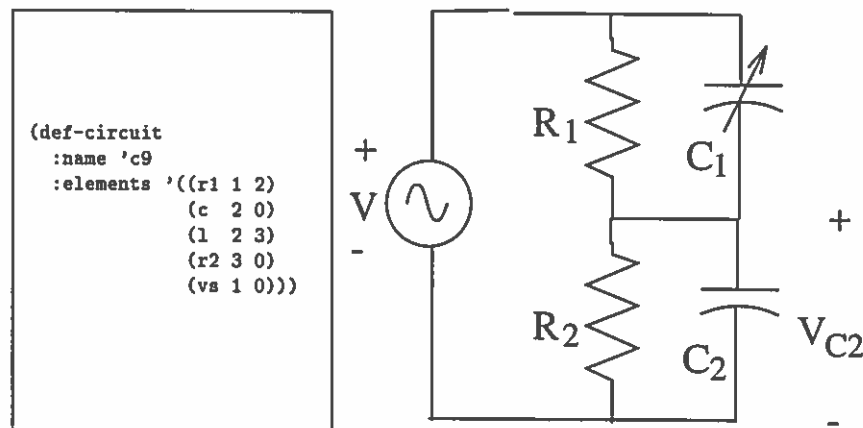 (def-circuit
:name 'c9
:elements '((r1 1 2)
(c 2 0)
(l 2 3)
(r2 3 0)
(vs 1 0)))
+
V
-
R1
C1
R2
C2
+
VC2
-